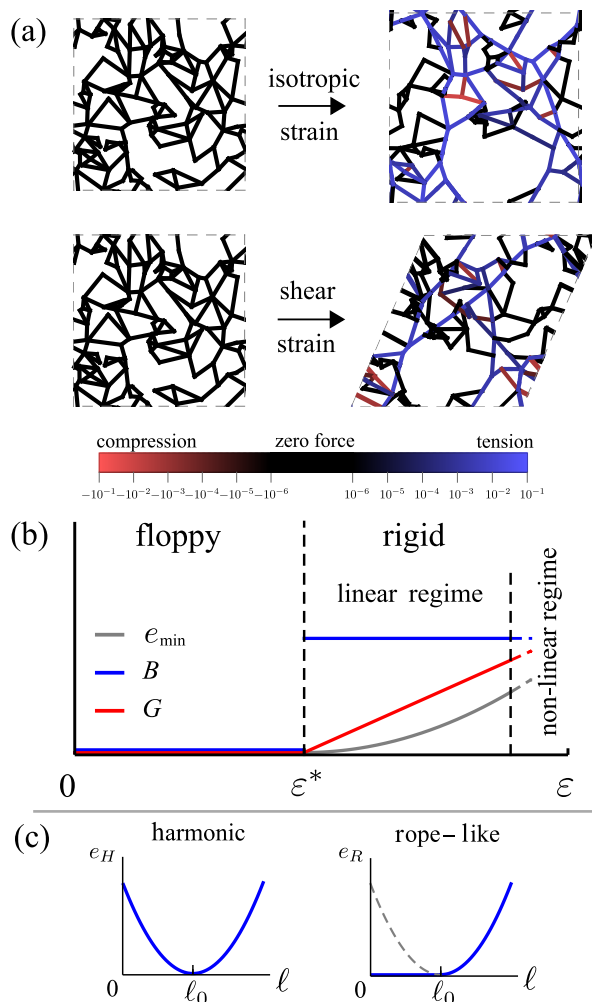 (a)
isotropic
strain
shear
strain
compression zero force tension
−10⁻¹ −10⁻² −10⁻³ −10⁻⁴ −10⁻⁵ −10⁻⁶ 10⁻⁶ 10⁻⁵ 10⁻⁴ 10⁻³ 10⁻² 10⁻¹
(b) floppy rigid
linear regime
non-linear regime
e_min
B
G
0 ε* ε
(c) harmonic rope-like
e_H e_R
0 ℓ₀ ℓ 0 ℓ₀ ℓ